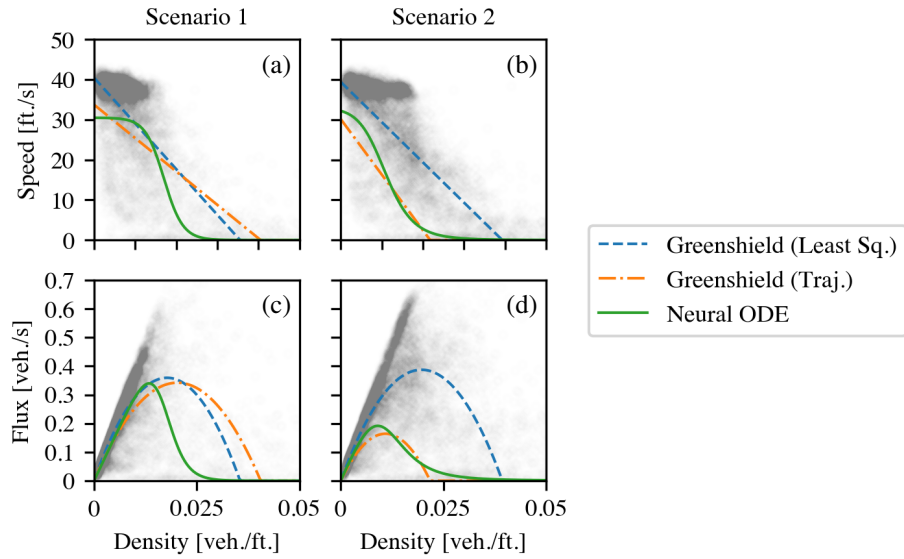 Scenario 1
Scenario 2
50
40
30
20
10
0
Speed [ft./s]
(a)
(b)
0.7
0.6
0.5
0.4
0.3
0.2
0.1
0
Flux [veh./s]
(c)
(d)
0
0.025
0.05
0
0.025
0.05
Density [veh./ft.]
Density [veh./ft.]
Greenshield (Least Sq.)
Greenshield (Traj.)
Neural ODE